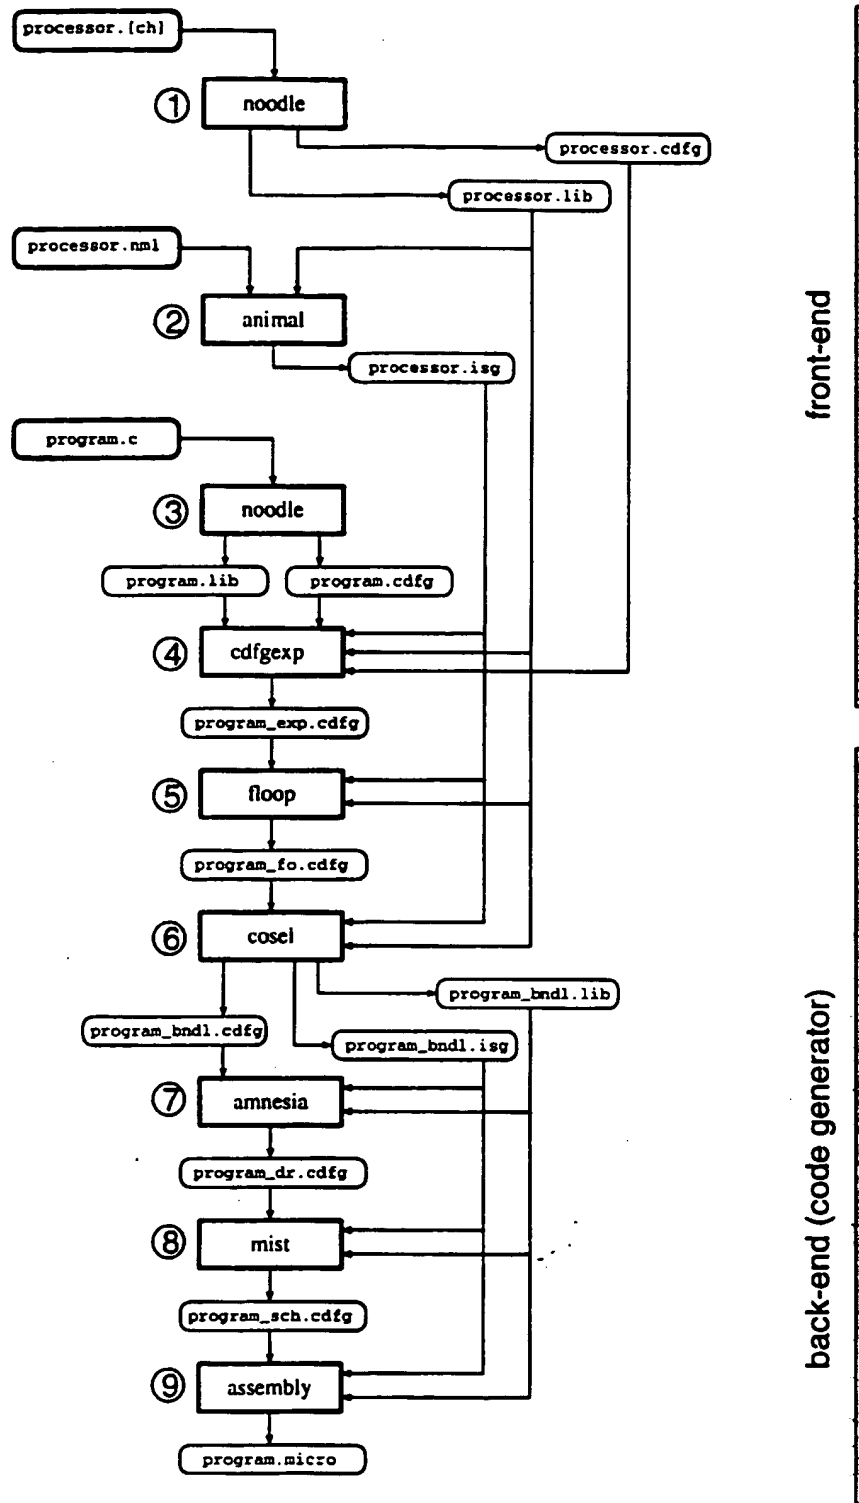 processor.[ch]
① noodle
processor.cdfg
processor.lib
processor.nml
② animal
processor.isg
program.c
③ noodle
program.lib program.cdfg
④ cdfgexp
program_exp.cdfg
⑤ floop
program_fo.cdfg
⑥ cosel
program_bndl.lib
program_bndl.cdfg
program_bndl.isg
⑦ amnesia
program_dr.cdfg
⑧ mist
program_sch.cdfg
⑨ assembly
program.micro
front-end
back-end (code generator)